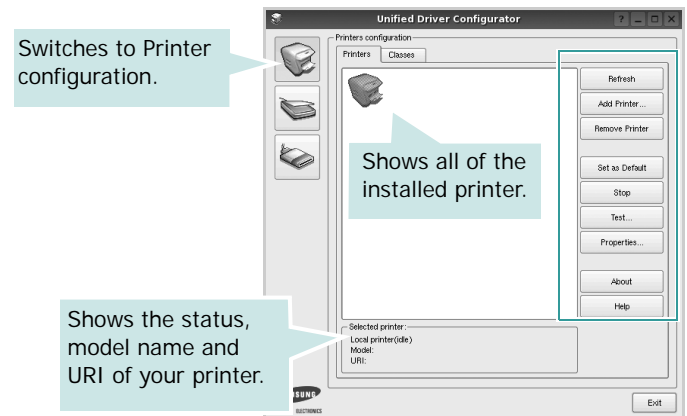 Unified Driver Configurator
Switches to Printer
configuration.
Printers configuration
Printers
Classes
Refresh
Add Printer...
Remove Printer
Shows all of the
installed printer.
Set as Default
Stop
Test...
Properties...
About
Help
Shows the status,
model name and
URI of your printer.
Selected printer:
Local printer(idle)
Model:
URI:
SUNG
ELECTRONICS
Exit